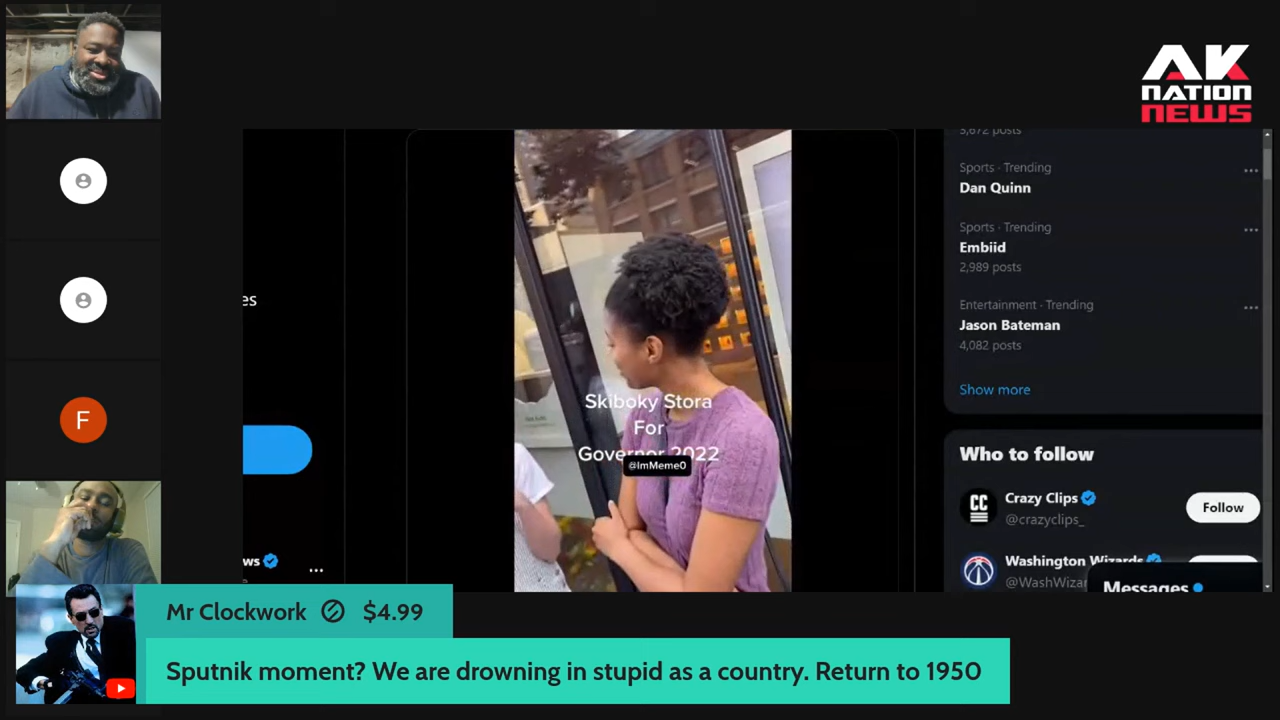 AK
NATION
NEWS
3,672 posts
Sports · Trending
Dan Quinn
Sports · Trending
Embiid
2,989 posts
es
Entertainment · Trending
Jason Bateman
4,082 posts
Show more
Skiboky Stora
For
Governor 2022
@ImMeme0
F
Who to follow
CC
Crazy Clips
@crazyclips_
Follow
ws
Washington Wizards
@WashWizar
Messages
Mr Clockwork $4.99
Sputnik moment? We are drowning in stupid as a country. Return to 1950